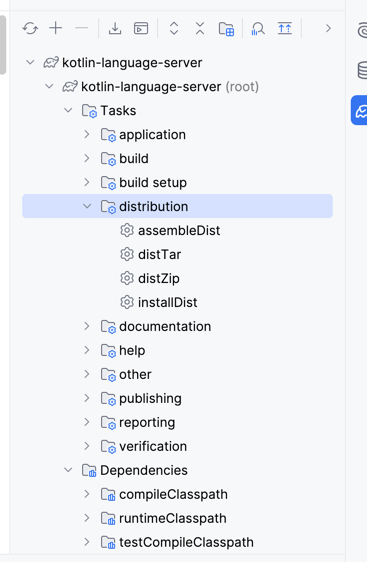 kotlin-language-server
kotlin-language-server (root)
Tasks
application
build
build setup
distribution
assembleDist
distTar
distZip
installDist
documentation
help
other
publishing
reporting
verification
Dependencies
compileClasspath
runtimeClasspath
testCompileClasspath